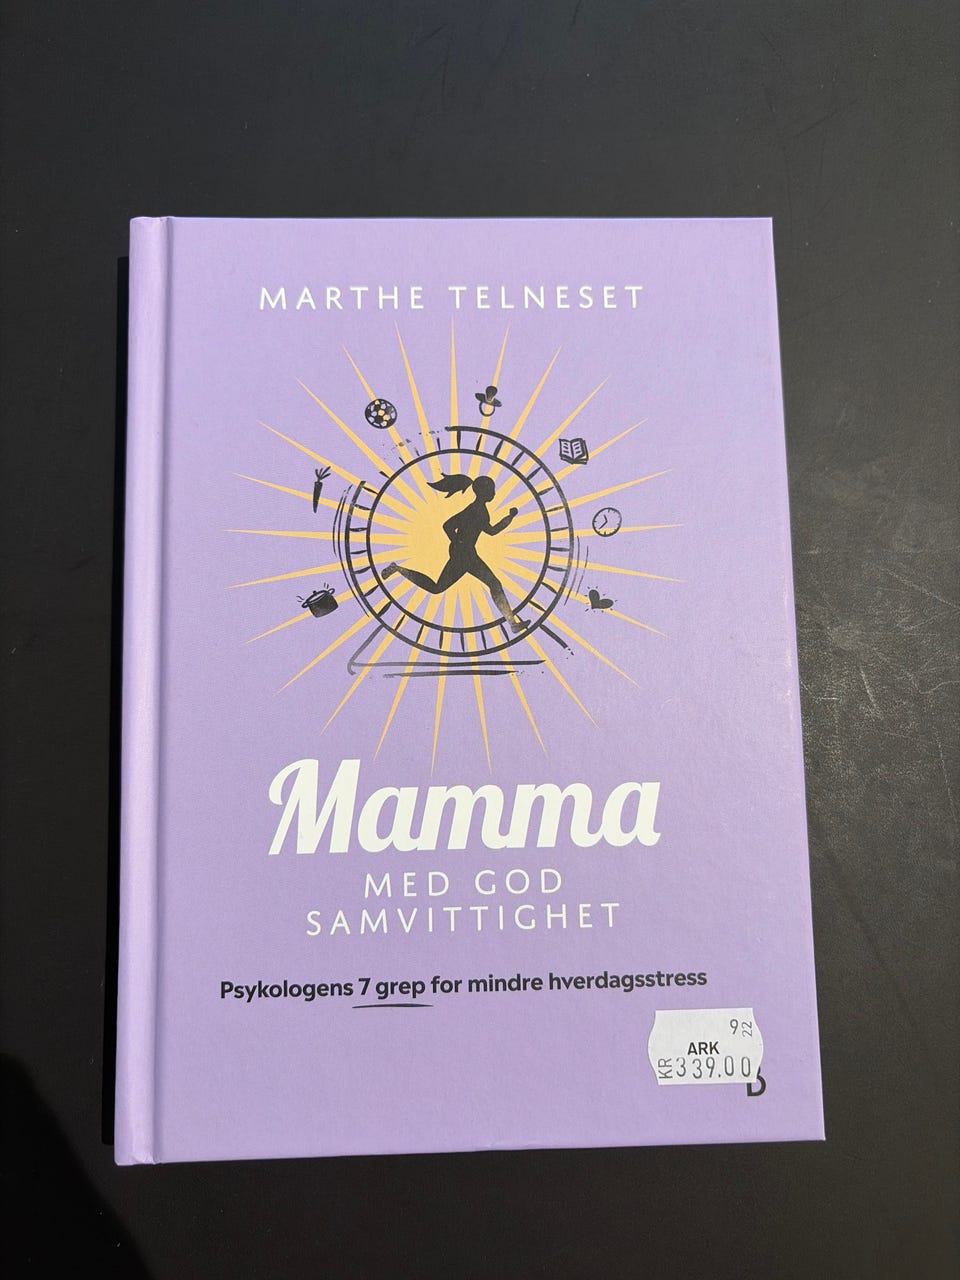 MARTHE TELNESET
Mamma
MED GOD
SAMVITTIGHET
Psykologens 7 grep for mindre hverdagsstress
9 22
ARK
KR 339.00